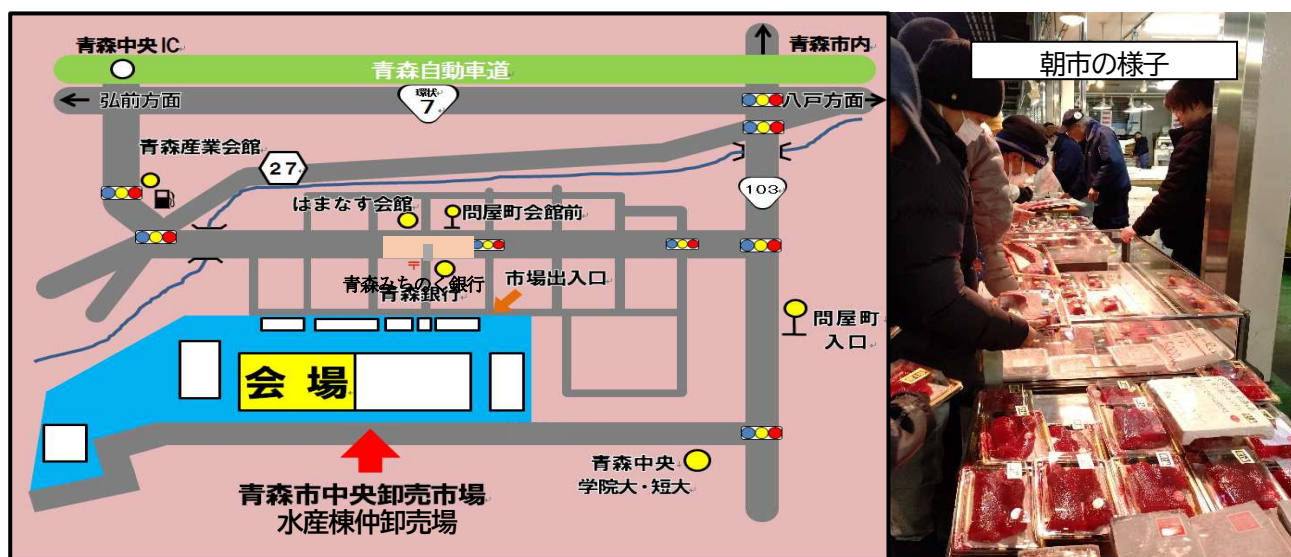 青森中央IC
青森市内
青森自動車道
弘前方面
環状
7
八戸方面
青森産業会館
27
103
はまなす会館
問屋町会館前
〒
青森みちのく銀行
青森銀行
市場出入口
問屋町
入口
会場
青森中央
学院大・短大
青森市中央卸売市場
水産棟仲卸売場
朝市の様子